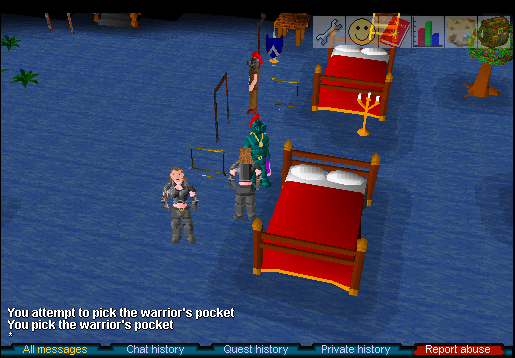 You attempt to pick the warrior's pocket
You pick the warrior's pocket
*
All messages Chat history Quest history Private history Report abuse